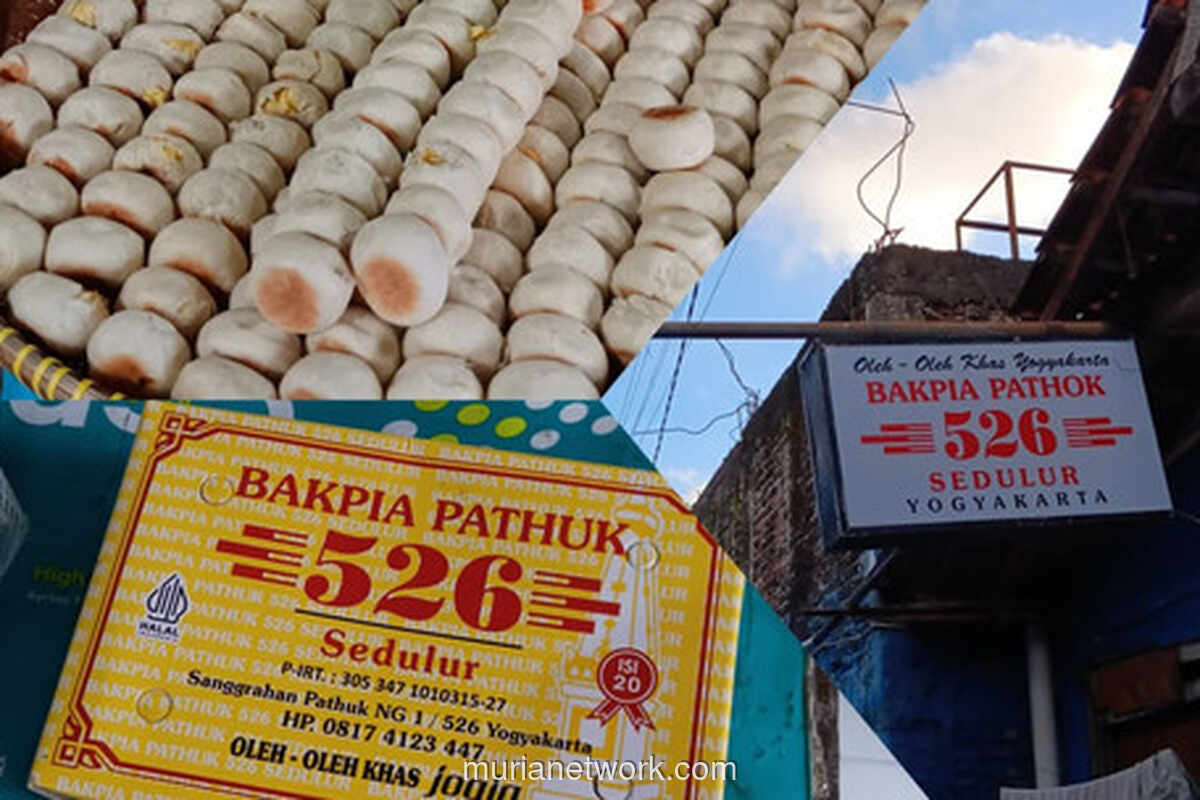 Oleh - Oleh Khas Yogyakarta
BAKPIA PATHOK
526
SEDULUR
YOGYAKARTA
BAKPIA PATHUK
526
Sedulur
HALAL
P-IRT. : 305 347 1010315-27
Sanggrahan Pathuk NG 1 / 526 Yogyakarta
HP. 0817 4123 447
OLEH - OLEH KHAS jogja
ISI
20
High
murianetwork.com